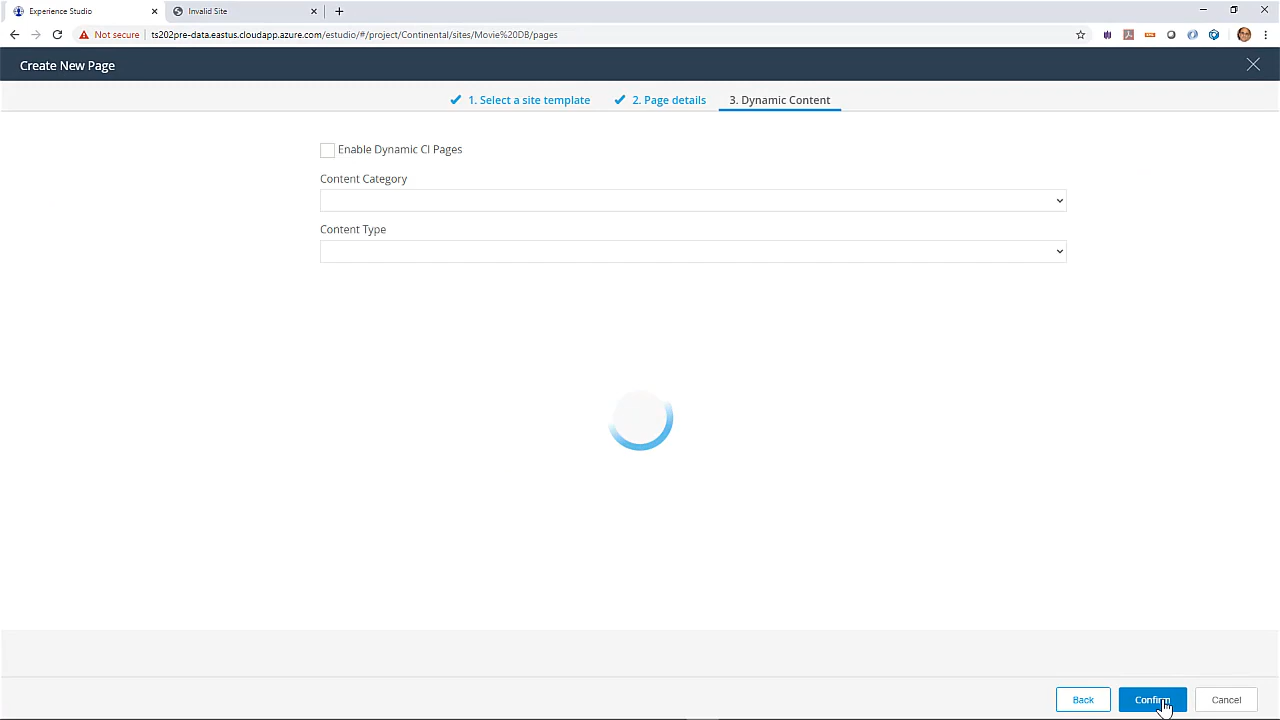 Experience Studio
Invalid Site
Not secure
ts202pre-data.eastus.cloudapp.azure.com/estudio/#/project/Continental/sites/Movie%20DB/pages
Create New Page
1. Select a site template
2. Page details
3. Dynamic Content
Enable Dynamic CI Pages
Content Category
Content Type
Back
Confirm
Cancel